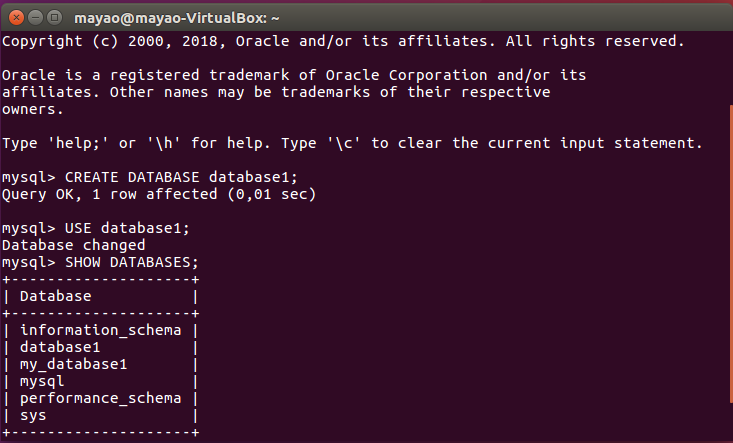 mayao@mayao-VirtualBox: ~
Copyright (c) 2000, 2018, Oracle and/or its affiliates. All rights reserved.
Oracle is a registered trademark of Oracle Corporation and/or its
affiliates. Other names may be trademarks of their respective
owners.
Type 'help;' or '\h' for help. Type '\c' to clear the current input statement.
mysql> CREATE DATABASE database1;
Query OK, 1 row affected (0,01 sec)
mysql> USE database1;
Database changed
mysql> SHOW DATABASES;
+--------------------+
| Database           |
+--------------------+
| information_schema |
| database1          |
| my_database1       |
| mysql              |
| performance_schema |
| sys                |
+--------------------+